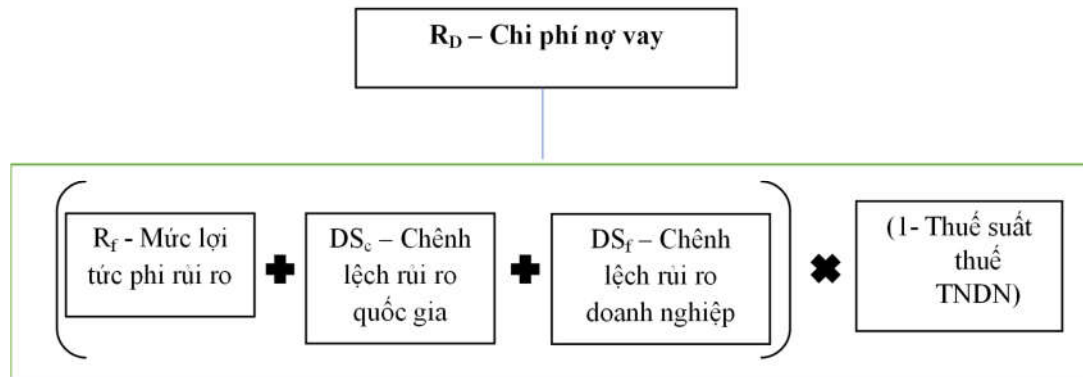 R_D – Chi phí nợ vay
R_f - Mức lợi
tức phi rủi ro
DS_c – Chênh
lệch rủi ro
quốc gia
DS_f – Chênh
lệch rủi ro
doanh nghiệp
(1- Thuế suất
thuế
TNDN)